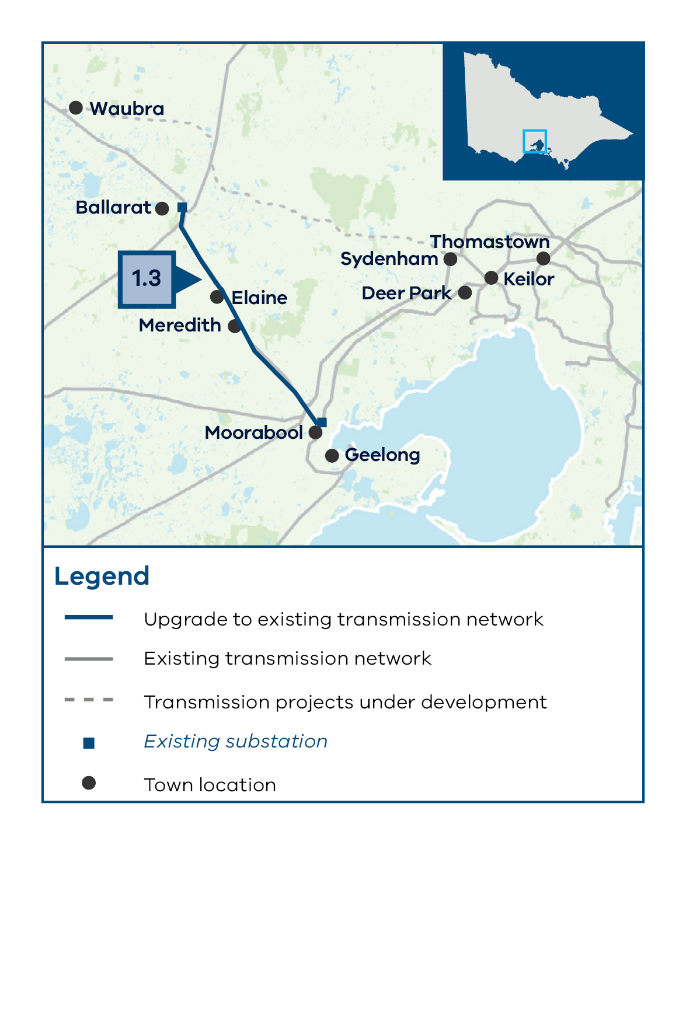 Waubra
Ballarat
Thomastown
Sydenham
Keilor
1.3
Deer Park
Elaine
Meredith
Moorabool
Geelong
Legend
Upgrade to existing transmission network
Existing transmission network
Transmission projects under development
Existing substation
Town location